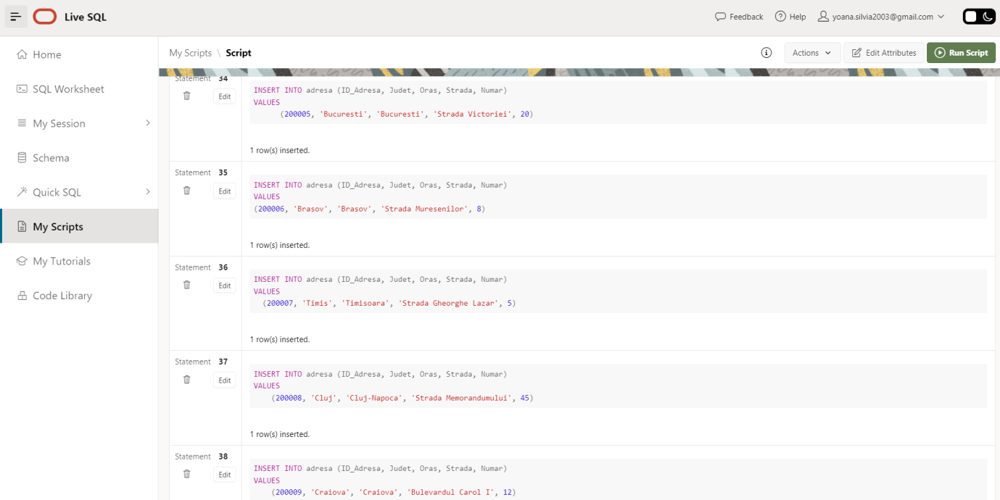 Live SQL
Feedback
Help
yoana.silvia2003@gmail.com
Home
SQL Worksheet
My Session
Schema
Quick SQL
My Scripts
My Tutorials
Code Library
My Scripts \ Script
Actions
Edit Attributes
Run Script
Statement 34
Edit
INSERT INTO adresa (ID_Adresa, Judet, Oras, Strada, Numar)
VALUES
(200005, 'Bucuresti', 'Bucuresti', 'Strada Victoriei', 20)
1 row(s) inserted.
Statement 35
Edit
INSERT INTO adresa (ID_Adresa, Judet, Oras, Strada, Numar)
VALUES
(200006, 'Brasov', 'Brasov', 'Strada Muresenilor', 8)
1 row(s) inserted.
Statement 36
Edit
INSERT INTO adresa (ID_Adresa, Judet, Oras, Strada, Numar)
VALUES
(200007, 'Timis', 'Timisoara', 'Strada Gheorghe Lazar', 5)
1 row(s) inserted.
Statement 37
Edit
INSERT INTO adresa (ID_Adresa, Judet, Oras, Strada, Numar)
VALUES
(200008, 'Cluj', 'Cluj-Napoca', 'Strada Memorandumului', 45)
1 row(s) inserted.
Statement 38
Edit
INSERT INTO adresa (ID_Adresa, Judet, Oras, Strada, Numar)
VALUES
(200009, 'Craiova', 'Craiova', 'Bulevardul Carol I', 12)